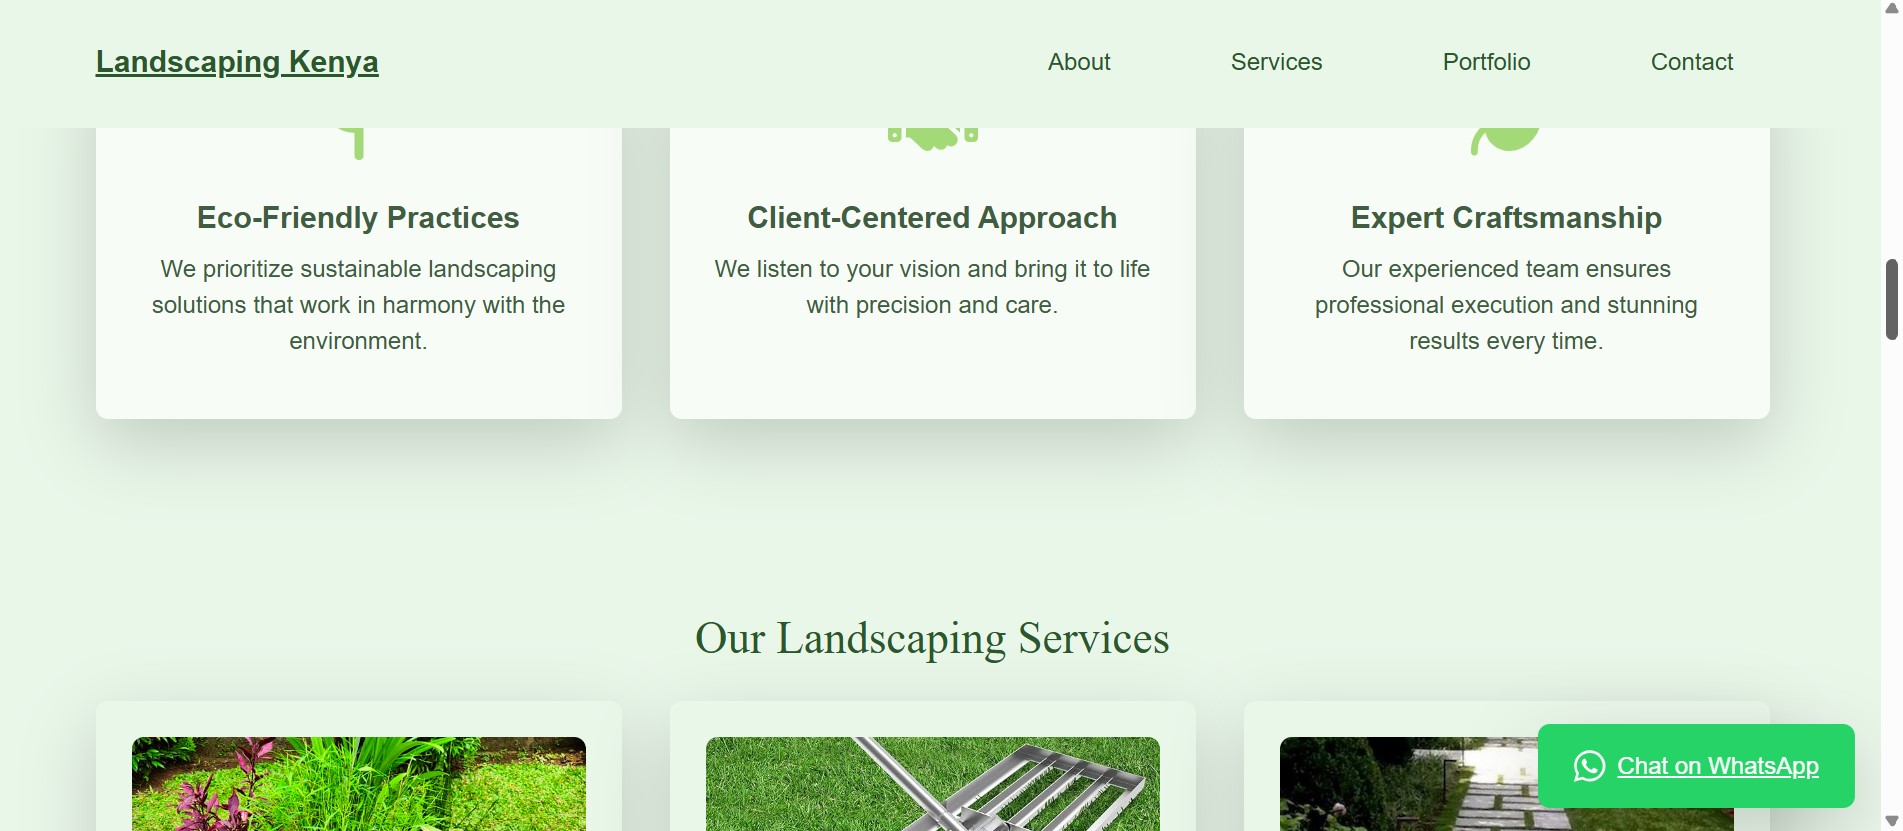 Landscaping Kenya
About
Services
Portfolio
Contact
Eco-Friendly Practices
We prioritize sustainable landscaping
solutions that work in harmony with the
environment.
Client-Centered Approach
We listen to your vision and bring it to life
with precision and care.
Expert Craftsmanship
Our experienced team ensures
professional execution and stunning
results every time.
Our Landscaping Services
Chat on WhatsApp